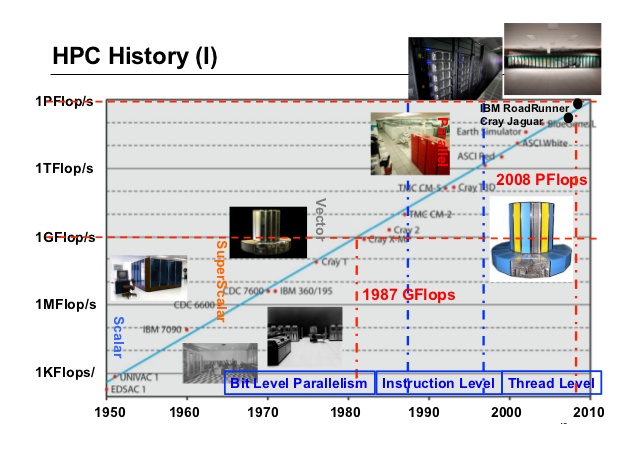 HPC History (I)
1PFlop/s
IBM RoadRunner
Cray Jaguar
BlueGene/L
Earth Simulator
ASCI White
Parallel
ASCI Red
1TFlop/s
2008 PFlops
TMC CM-5
Cray T3D
Vector
TMC CM-2
Cray 2
1GFlop/s
Cray X-MP
SuperScalar
Cray 1
CDC 7600
IBM 360/195
1987 GFlops
1MFlop/s
CDC 6600
Scalar
IBM 7090
1KFlops/
UNIVAC 1
EDSAC 1
Bit Level Parallelism
Instruction Level
Thread Level
1950
1960
1970
1980
1990
2000
2010